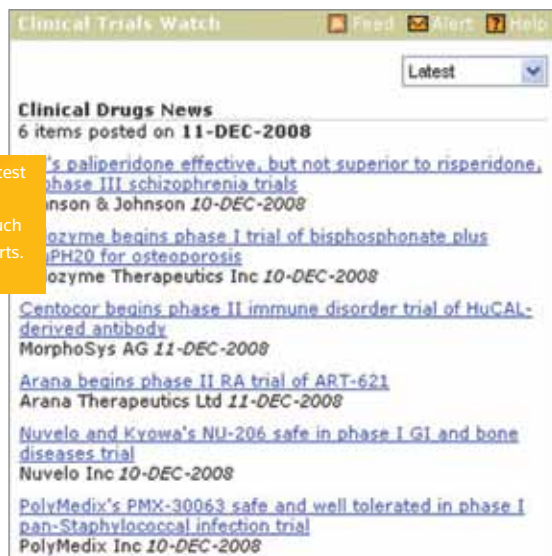 Clinical Trials Watch Feed Alert Help
Latest
Clinical Drugs News
6 items posted on 11-DEC-2008
's paliperidone effective, but not superior to risperidone,
phase III schizophrenia trials
nson & Johnson 10-DEC-2008
ozyme begins phase I trial of bisphosphonate plus
PH20 for osteoporosis
ozyme Therapeutics Inc 10-DEC-2008
Centocor begins phase II immune disorder trial of HuCAL-
derived antibody
MorphoSys AG 11-DEC-2008
Arana begins phase II RA trial of ART-621
Arana Therapeutics Ltd 11-DEC-2008
Nuvelo and Kyowa's NU-206 safe in phase I GI and bone
diseases trial
Nuvelo Inc 10-DEC-2008
PolyMedix's PMX-30063 safe and well tolerated in phase I
pan-Staphylococcal infection trial
PolyMedix Inc 10-DEC-2008